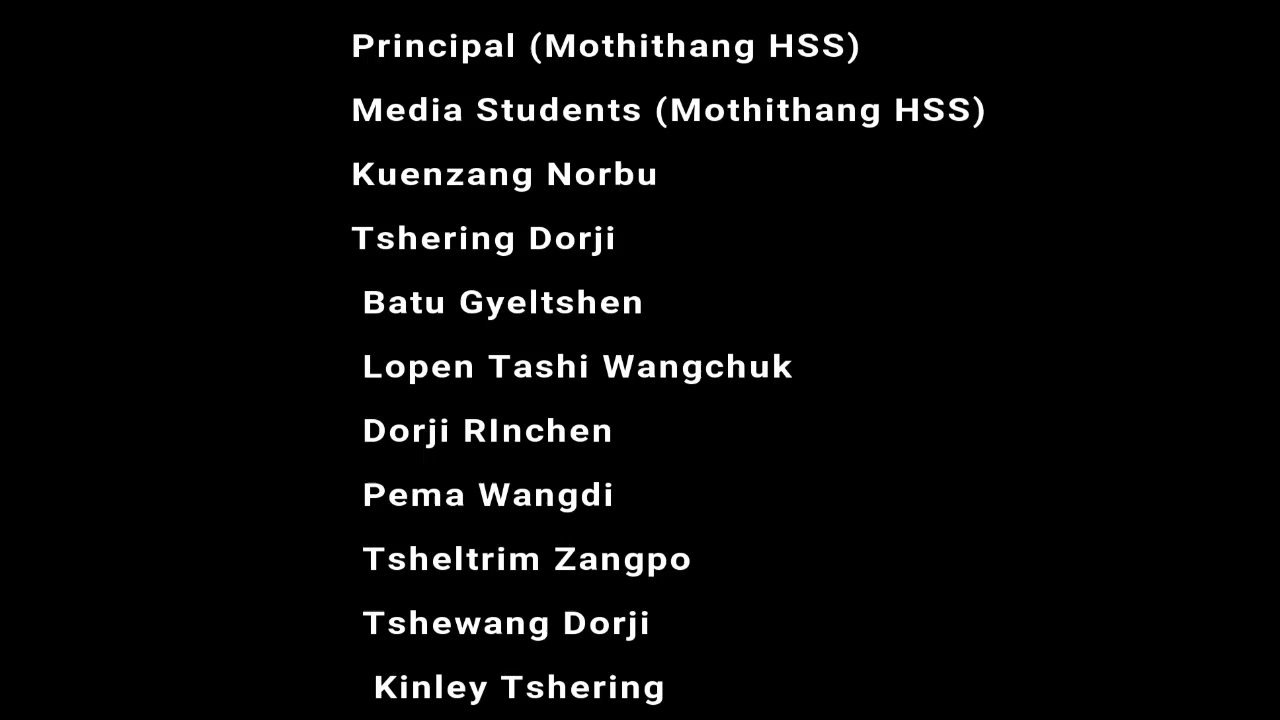 Principal (Mothithang HSS)
Media Students (Mothithang HSS)
Kuenzang Norbu
Tshering Dorji
Batu Gyeltshen
Lopen Tashi Wangchuk
Dorji RInchen
Pema Wangdi
Tsheltrim Zangpo
Tshewang Dorji
Kinley Tshering